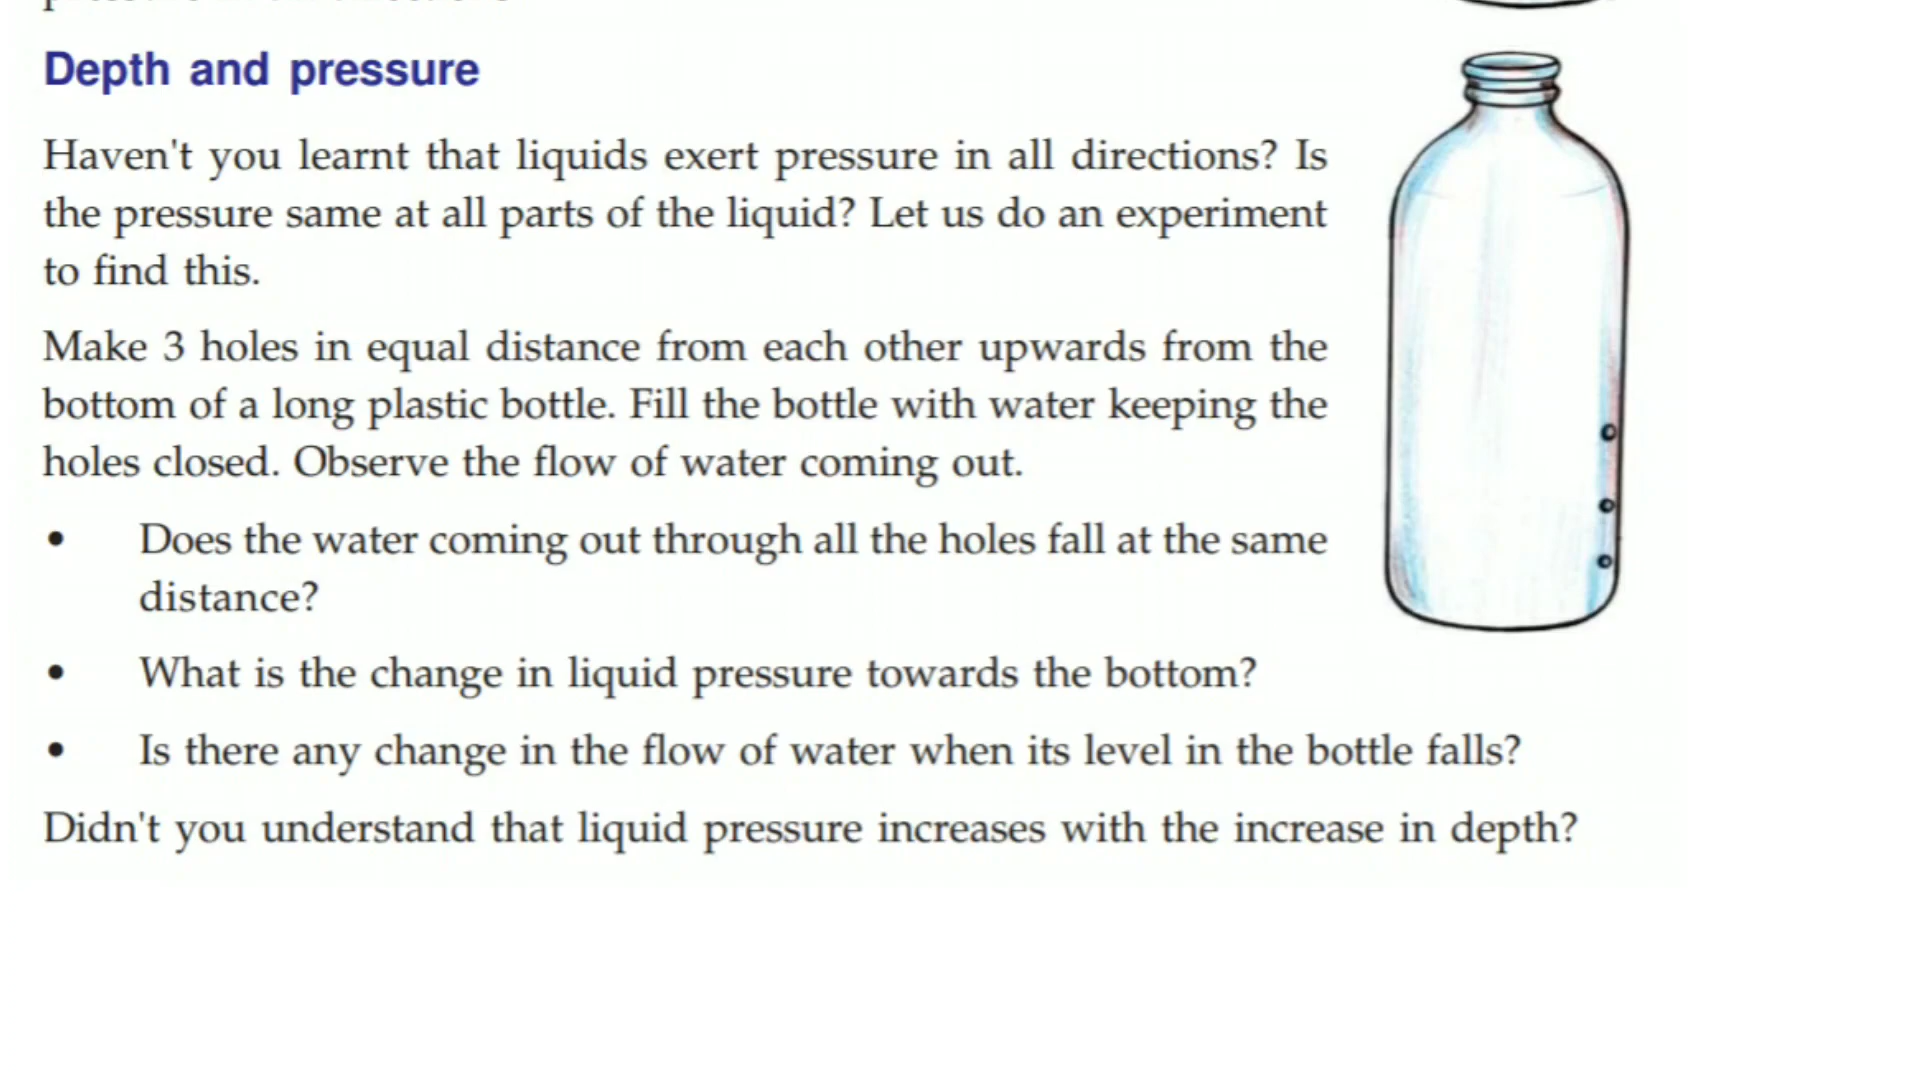 Depth and pressure
Haven't you learnt that liquids exert pressure in all directions? Is
the pressure same at all parts of the liquid? Let us do an experiment
to find this.
Make 3 holes in equal distance from each other upwards from the
bottom of a long plastic bottle. Fill the bottle with water keeping the
holes closed. Observe the flow of water coming out.
• Does the water coming out through all the holes fall at the same
distance?
• What is the change in liquid pressure towards the bottom?
• Is there any change in the flow of water when its level in the bottle falls?
Didn't you understand that liquid pressure increases with the increase in depth?